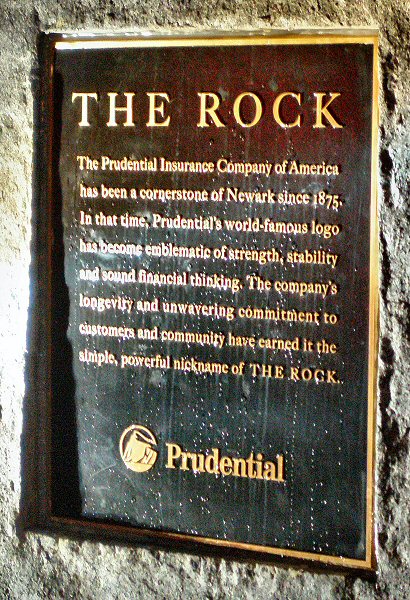 THE ROCK
The Prudential Insurance Company of America
has been a cornerstone of Newark since 1875.
In that time, Prudential's world-famous logo
has become emblematic of strength, stability
and sound financial thinking. The company's
longevity and unwavering commitment to
customers and community have earned it the
simple, powerful nickname of THE ROCK.
Prudential